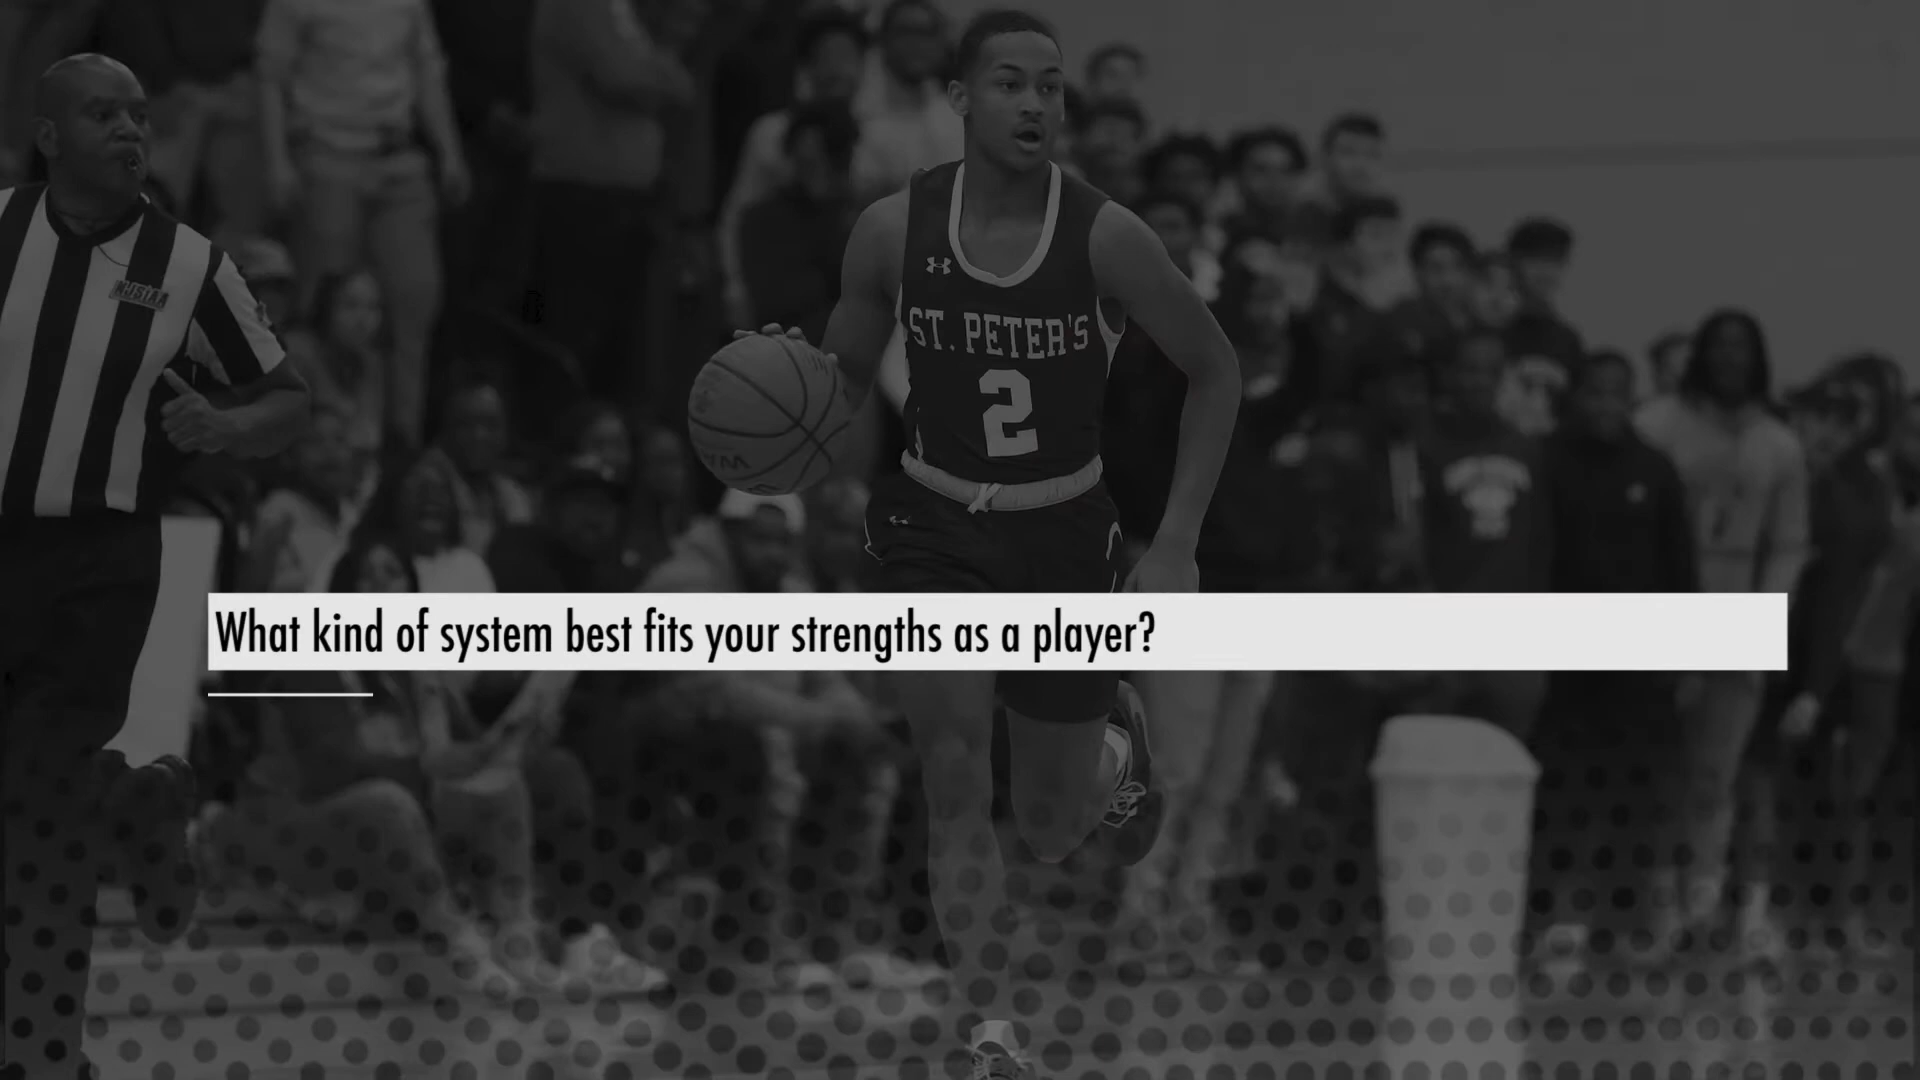 NJSIAA
ST. PETER'S
2
What kind of system best fits your strengths as a player?